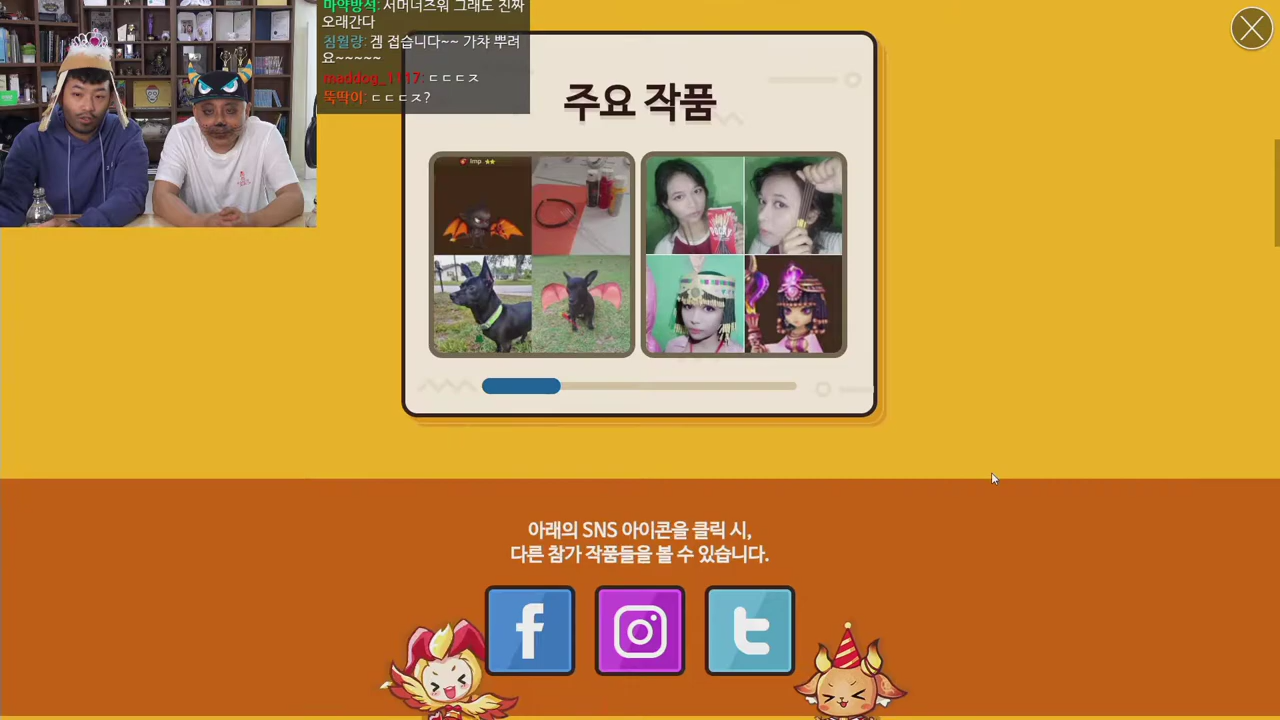 마약방석: 서머너즈워 그래도 진짜
오래간다
침월량: 겜 접습니다~~ 가챠 뿌려
요~~~~~
maddog_1117: ㄷㄷㄷㅈ
뚝딱이: ㄷㄷㄷㅈ?
주요 작품
Imp
POCKY
아래의 SNS 아이콘을 클릭 시,
다른 참가 작품들을 볼 수 있습니다.